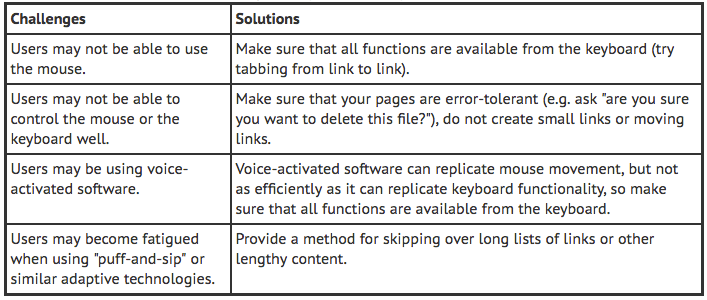 Challenges
Solutions
Users may not be able to use
the mouse.
Make sure that all functions are available from the keyboard (try
tabbing from link to link).
Users may not be able to
control the mouse or the
keyboard well.
Make sure that your pages are error-tolerant (e.g. ask "are you sure
you want to delete this file?"), do not create small links or moving
links.
Users may be using voice-
activated software.
Voice-activated software can replicate mouse movement, but not
as efficiently as it can replicate keyboard functionality, so make
sure that all functions are available from the keyboard.
Users may become fatigued
when using "puff-and-sip" or
similar adaptive technologies.
Provide a method for skipping over long lists of links or other
lengthy content.